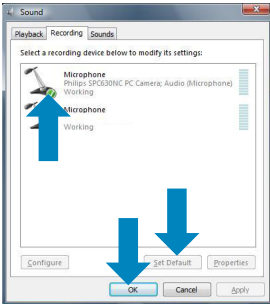 Sound
Playback Recording Sounds
Select a recording device below to modify its settings:
Microphone
Philips SPC630NC PC Camera; Audio (Microphone)
Working
Microphone
Working
Configure Set Default Properties
OK Cancel Apply